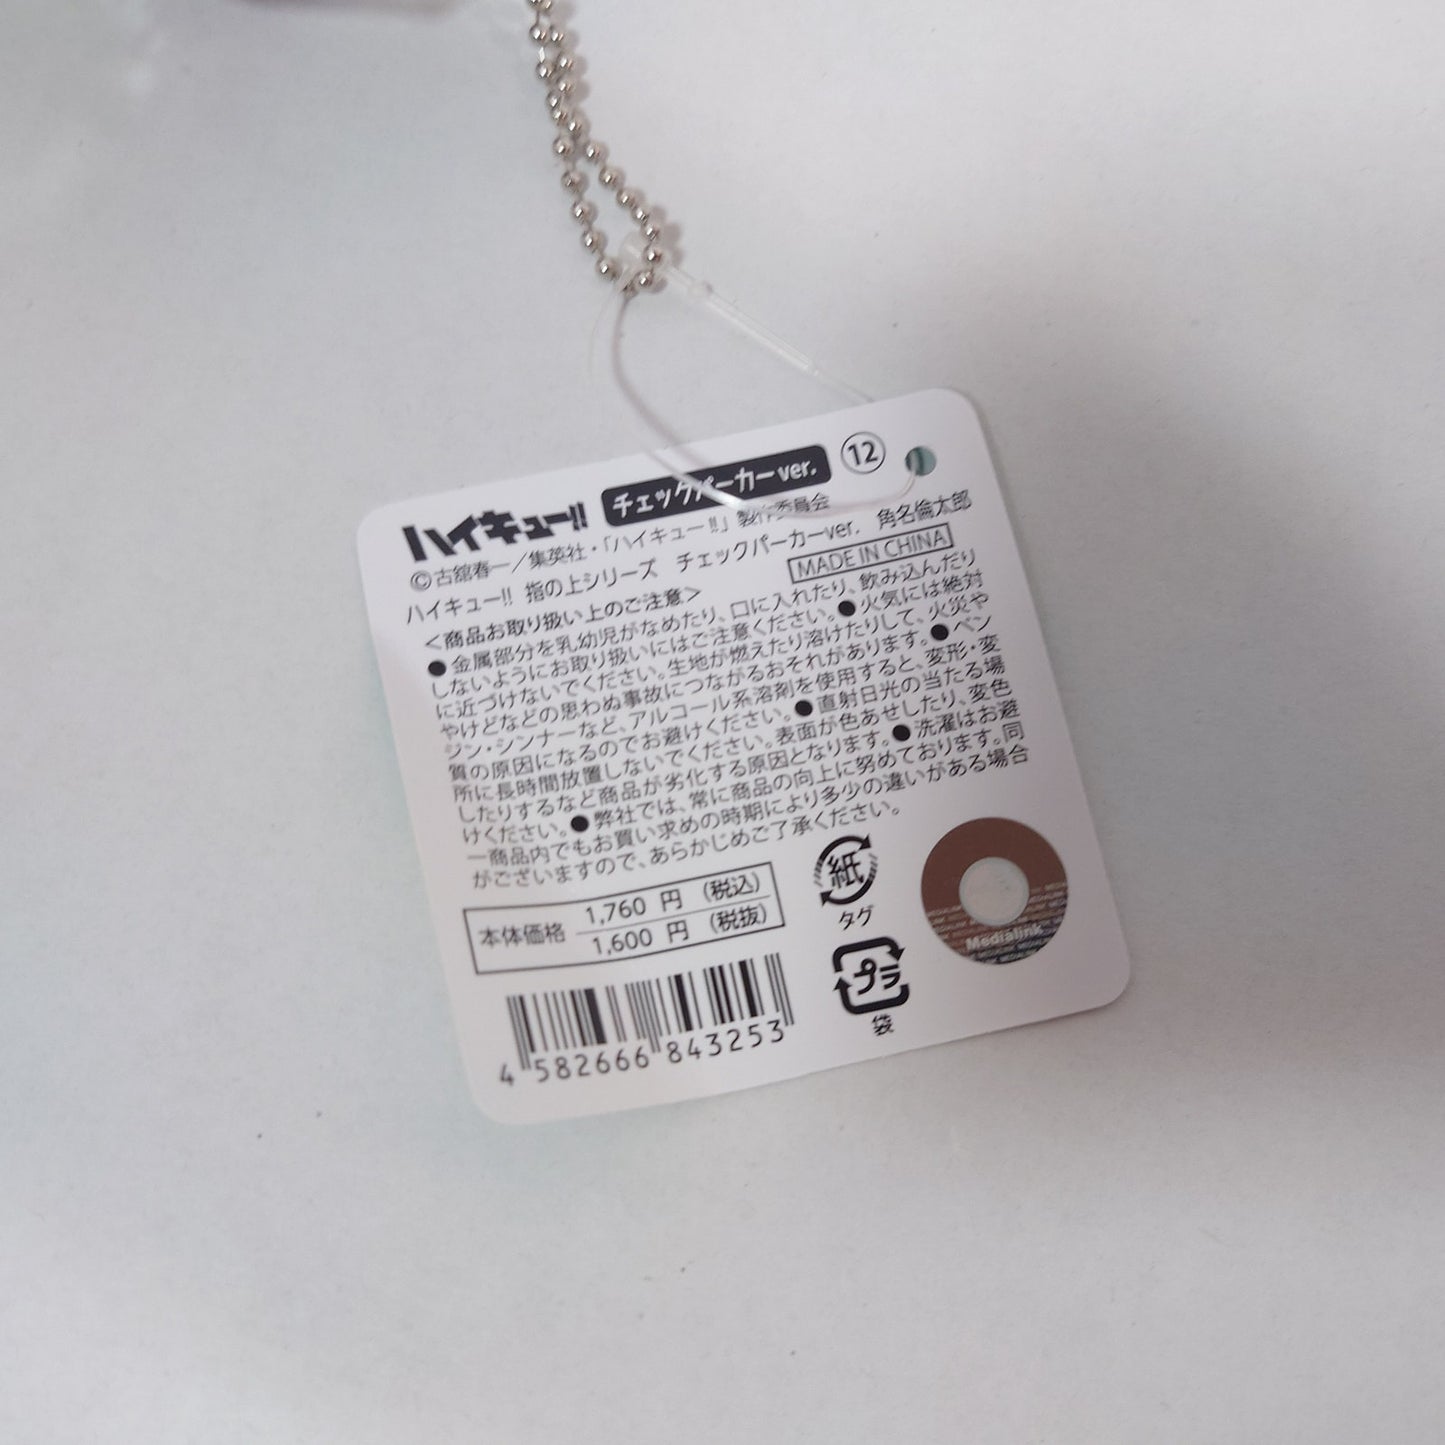 ハイキュー!! チェックパーカーver. 12
©古舘春一／集英社・「ハイキュー!!」製作委員会
ハイキュー!! 指の上シリーズ チェックパーカーver. 角名倫太郎
＜商品お取り扱い上のご注意＞ MADE IN CHINA
●金属部分を乳幼児がなめたり、口に入れたり、飲み込んだり
しないようにお取り扱いにはご注意ください。●火気には絶対
に近づけないでください。生地が燃えたり溶けたりして、火災や
やけどなどの思わぬ事故につながるおそれがあります。●ベン
ジン・シンナーなど、アルコール系溶剤を使用すると、変形・変
質の原因になるのでお避けください。●直射日光の当たる場
所に長時間放置しないでください。表面が色あせしたり、変色
したりするなど商品が劣化する原因となります。●洗濯はお避
けください。●弊社では、常に商品の向上に努めております。同
一商品内でもお買い求めの時期により多少の違いがある場合
がございますので、あらかじめご了承ください。
本体価格 1,760 円 （税込）
1,600 円 （税抜）
紙
タグ
プラ
袋
Medialink
4 582666 843253